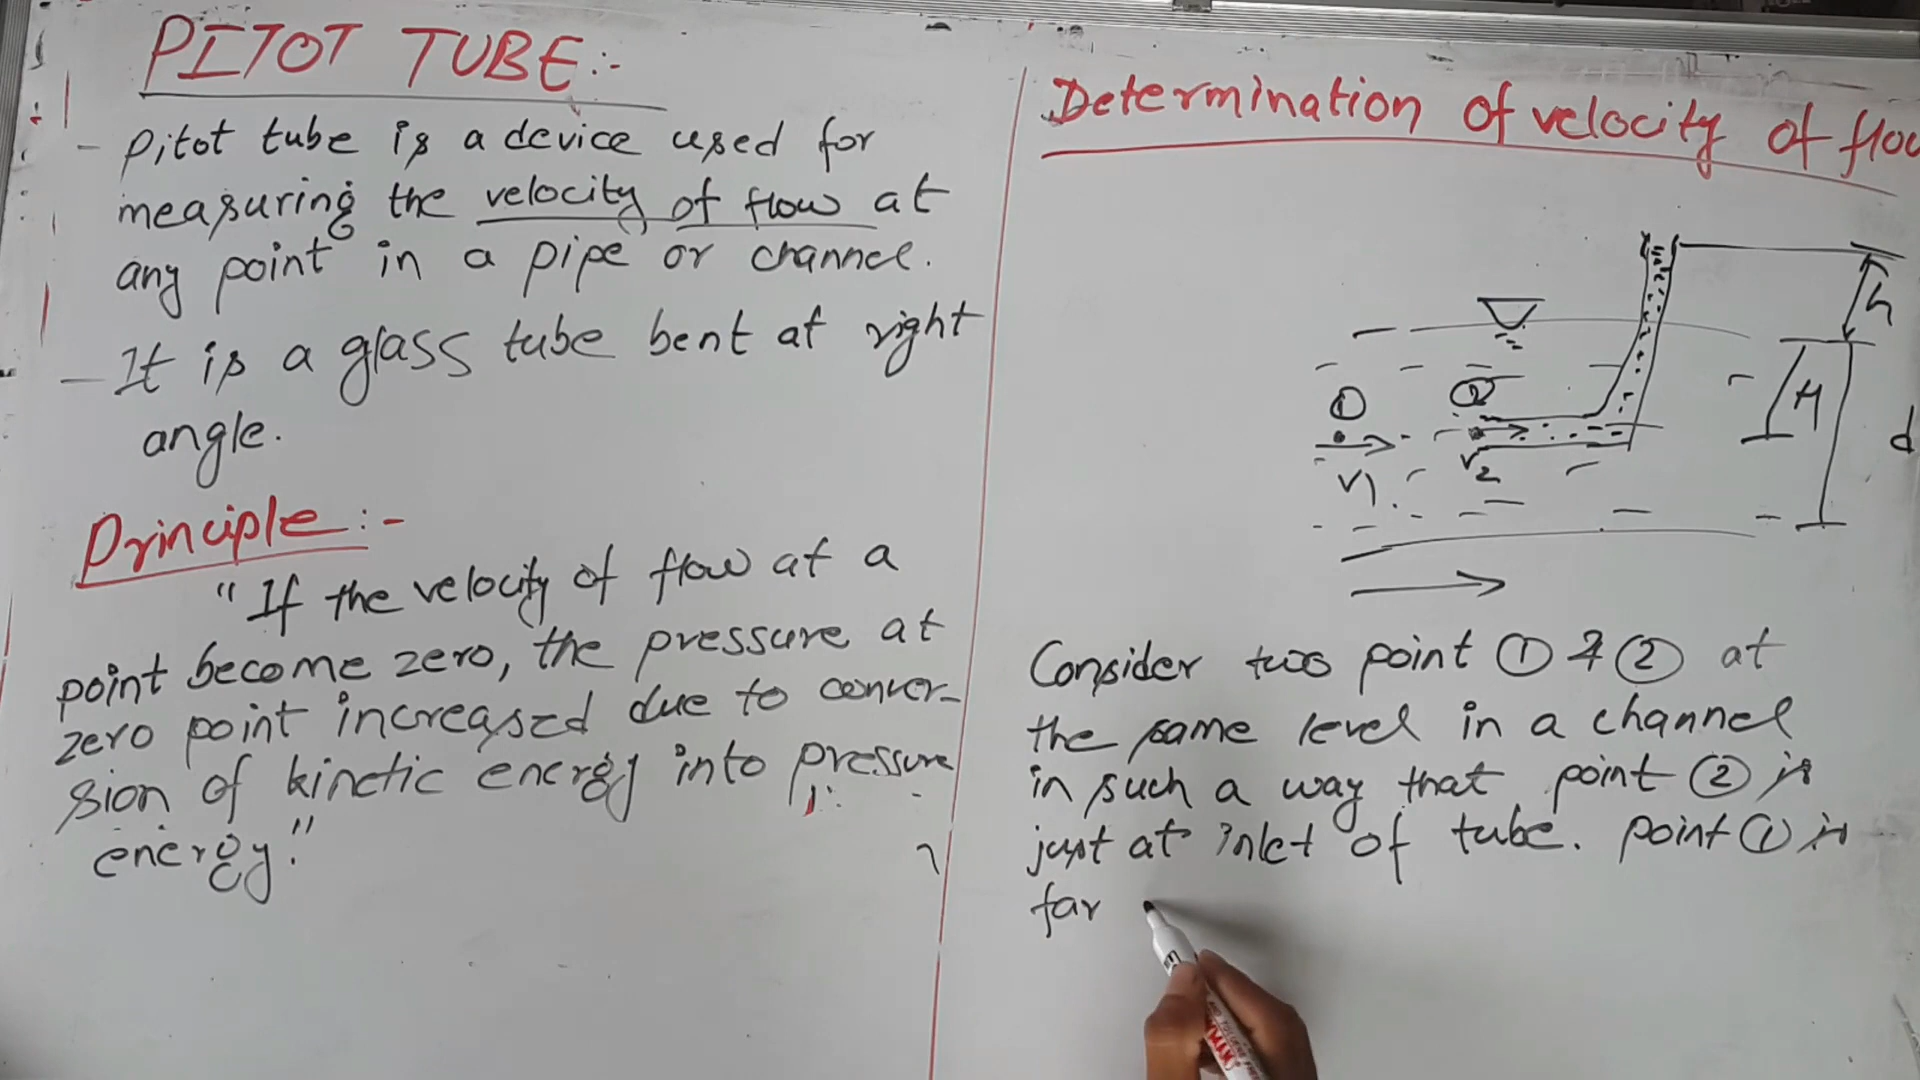 PITOT TUBE:-
- pitot tube is a device used for
measuring the velocity of flow at
any point in a pipe or channel.
- It is a glass tube bent at right
angle.
Principle:-
"If the velocity of flow at a
point become zero, the pressure at
zero point increased due to conver-
sion of kinetic energy into pressure
energy."
Determination of velocity of flow
h
1 2
H
d
V1 V2
Consider two point ① & ② at
the same level in a channel
in such a way that point ② is
just at inlet of tube. point ① is
far